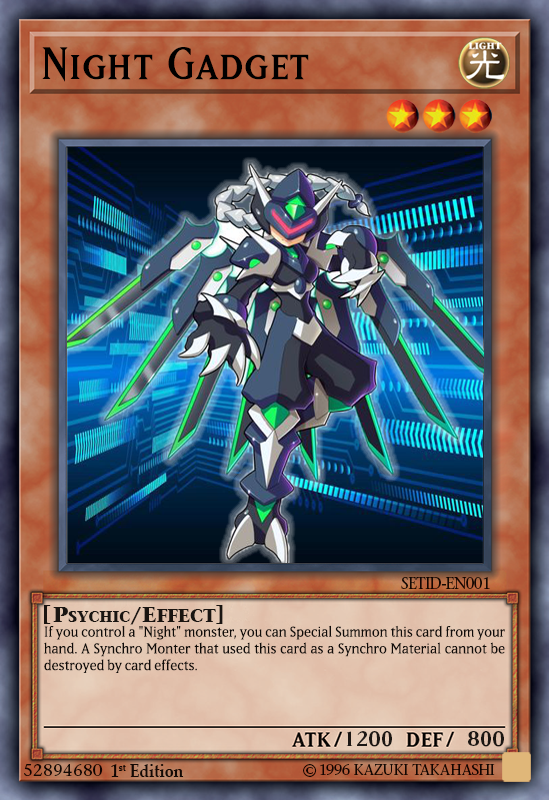 Night Gadget
LIGHT
光
SETID-EN001
[Psychic/Effect]
If you control a "Night" monster, you can Special Summon this card from your
hand. A Synchro Monter that used this card as a Synchro Material cannot be
destroyed by card effects.
ATK/1200 DEF/ 800
52894680 1st Edition © 1996 KAZUKI TAKAHASHI